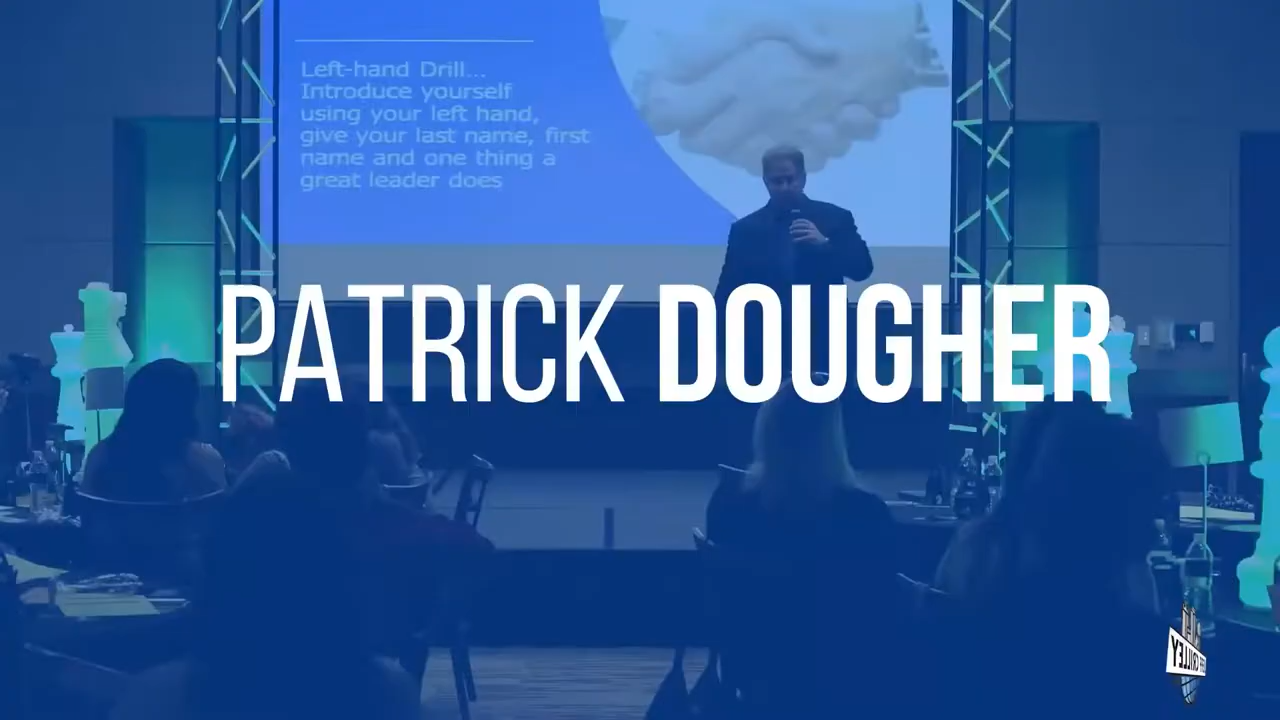 Left-hand Drill...
Introduce yourself
using your left hand,
give your last name, first
name and one thing a
great leader does
PATRICK DOUGHER